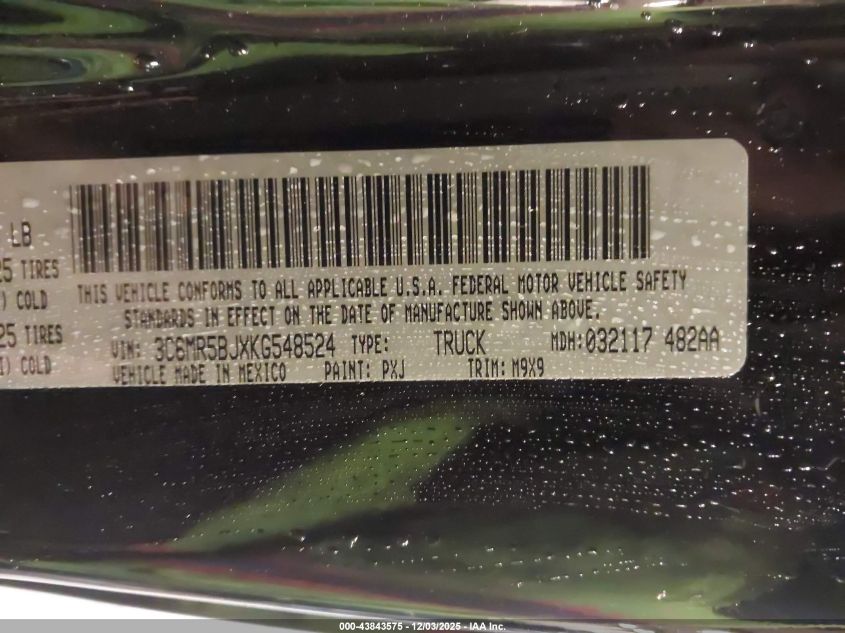 LB
25 TIRES
) COLD
25 TIRES
I) COLD
THIS VEHICLE CONFORMS TO ALL APPLICABLE U.S.A. FEDERAL MOTOR VEHICLE SAFETY
STANDARDS IN EFFECT ON THE DATE OF MANUFACTURE SHOWN ABOVE.
VIN: 3C6MR5BJXKG548524 TYPE: TRUCK MDH:032117 482AA
VEHICLE MADE IN MEXICO PAINT: PXJ TRIM: M9X9
000-43843575 - 12/03/2025 - IAA Inc.